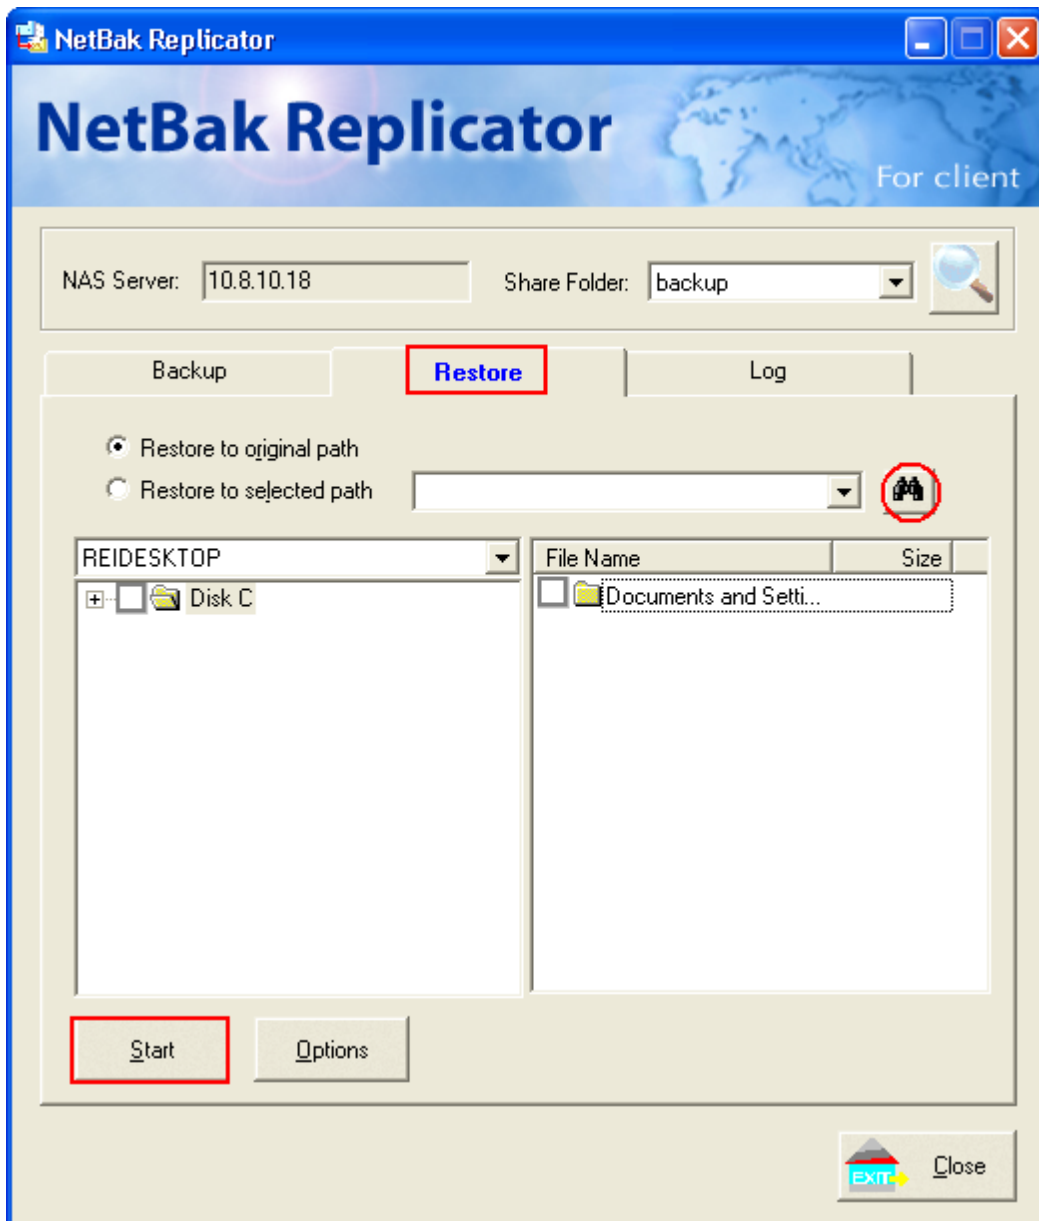 NetBak Replicator
NetBak Replicator
For client
NAS Server: 10.8.10.18 Share Folder: backup
Backup Restore Log
Restore to original path
Restore to selected path
REIDESKTOP File Name Size
Disk C Documents and Setti...
Start Options
EXIT Close